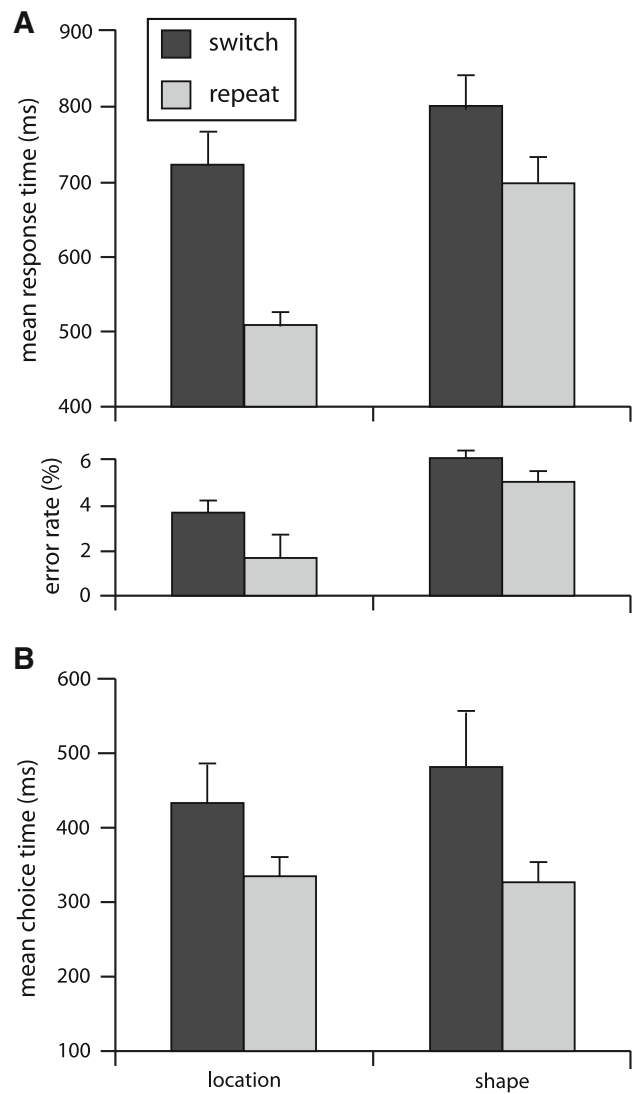 A
switch
repeat
mean response time (ms)
900
800
700
600
500
400
error rate (%)
6
4
2
0
B
mean choice time (ms)
600
500
400
300
200
100
location
shape